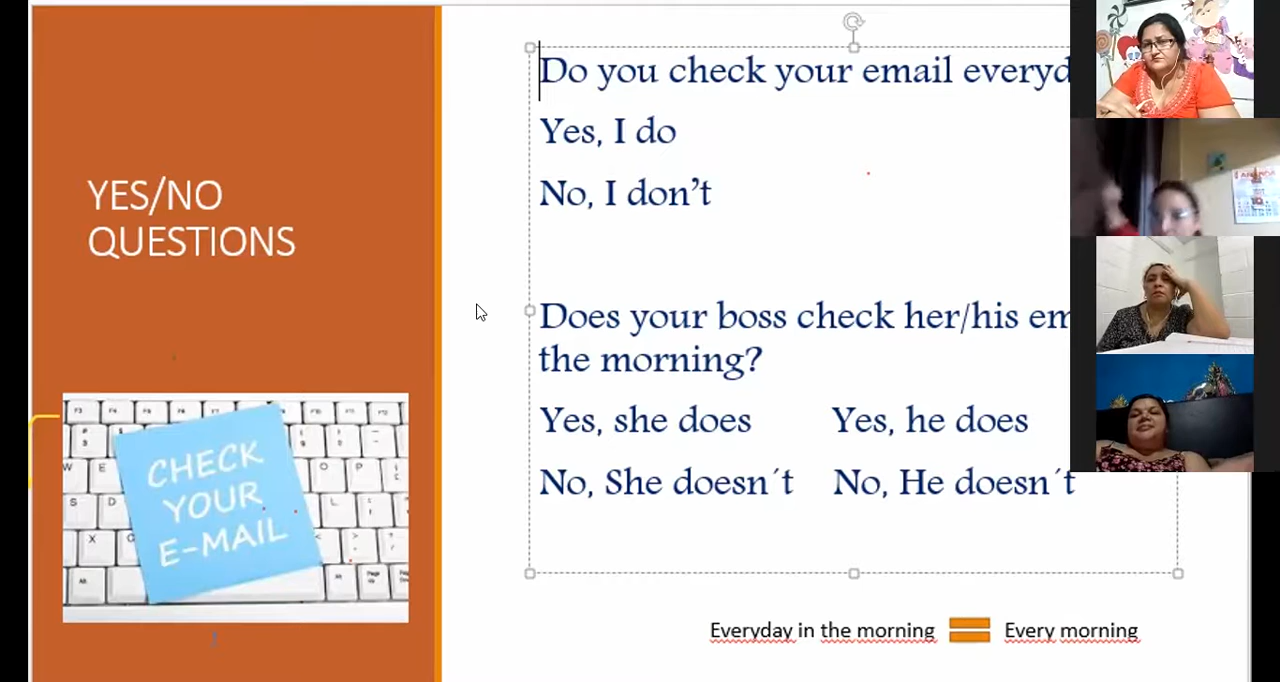 YES/NO
QUESTIONS
CHECK
YOUR
E-MAIL
Do you check your email
Yes, I do
No, I don't
Does your boss check her/his
the morning?
Yes, she does Yes, he does
No, She doesn´t No, He doesn´t
Everyday in the morning = Every morning